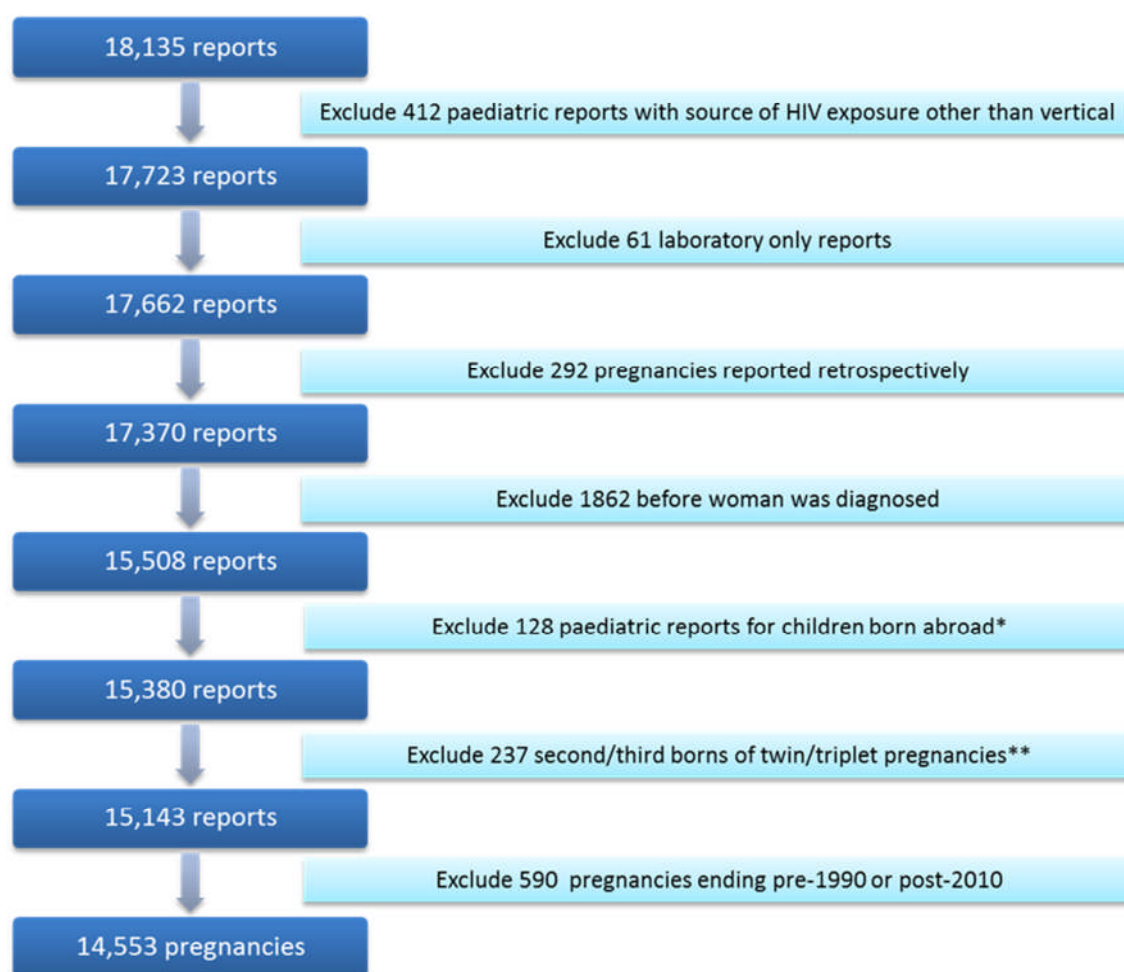 18,135 reports
Exclude 412 paediatric reports with source of HIV exposure other than vertical
17,723 reports
Exclude 61 laboratory only reports
17,662 reports
Exclude 292 pregnancies reported retrospectively
17,370 reports
Exclude 1862 before woman was diagnosed
15,508 reports
Exclude 128 paediatric reports for children born abroad*
15,380 reports
Exclude 237 second/third borns of twin/triplet pregnancies**
15,143 reports
Exclude 590 pregnancies ending pre-1990 or post-2010
14,553 pregnancies